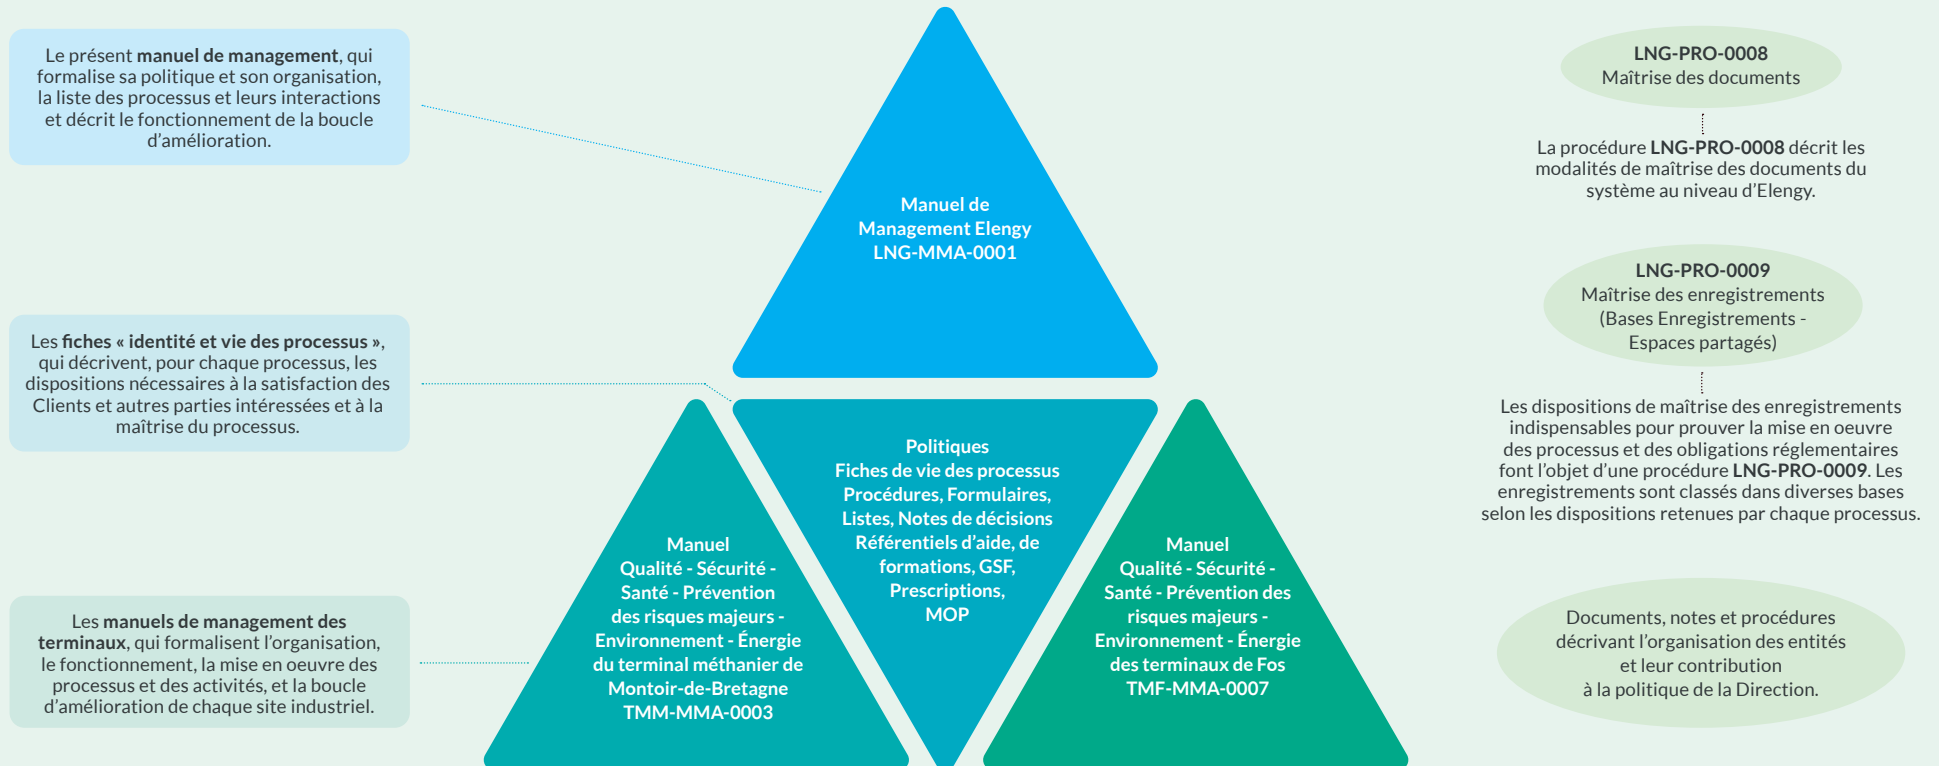 Le présent manuel de management, qui
formalise sa politique et son organisation,
la liste des processus et leurs interactions
et décrit le fonctionnement de la boucle
d'amélioration.
Les fiches « identité et vie des processus »,
qui décrivent, pour chaque processus, les
dispositions nécessaires à la satisfaction des
Clients et autres parties intéressées et à la
maîtrise du processus.
Les manuels de management des
terminaux, qui formalisent l'organisation,
le fonctionnement, la mise en oeuvre des
processus et des activités, et la boucle
d'amélioration de chaque site industriel.
Manuel de
Management Elengy
LNG-MMA-0001
Manuel
Qualité - Sécurité -
Santé - Prévention
des risques majeurs -
Environnement - Énergie
du terminal méthanier de
Montoir-de-Bretagne
TMM-MMA-0003
Politiques
Fiches de vie des processus
Procédures, Formulaires,
Listes, Notes de décisions
Référentiels d'aide, de
formations, GSF,
Prescriptions,
MOP
Manuel
Qualité - Sécurité -
Santé - Prévention des
risques majeurs -
Environnement - Énergie
des terminaux de Fos
TMF-MMA-0007
LNG-PRO-0008
Maîtrise des documents
La procédure LNG-PRO-0008 décrit les
modalités de maîtrise des documents du
système au niveau d'Elengy.
LNG-PRO-0009
Maîtrise des enregistrements
(Bases Enregistrements -
Espaces partagés)
Les dispositions de maîtrise des enregistrements
indispensables pour prouver la mise en oeuvre
des processus et des obligations réglementaires
font l'objet d'une procédure LNG-PRO-0009. Les
enregistrements sont classés dans diverses bases
selon les dispositions retenues par chaque processus.
Documents, notes et procédures
décrivant l'organisation des entités
et leur contribution
à la politique de la Direction.